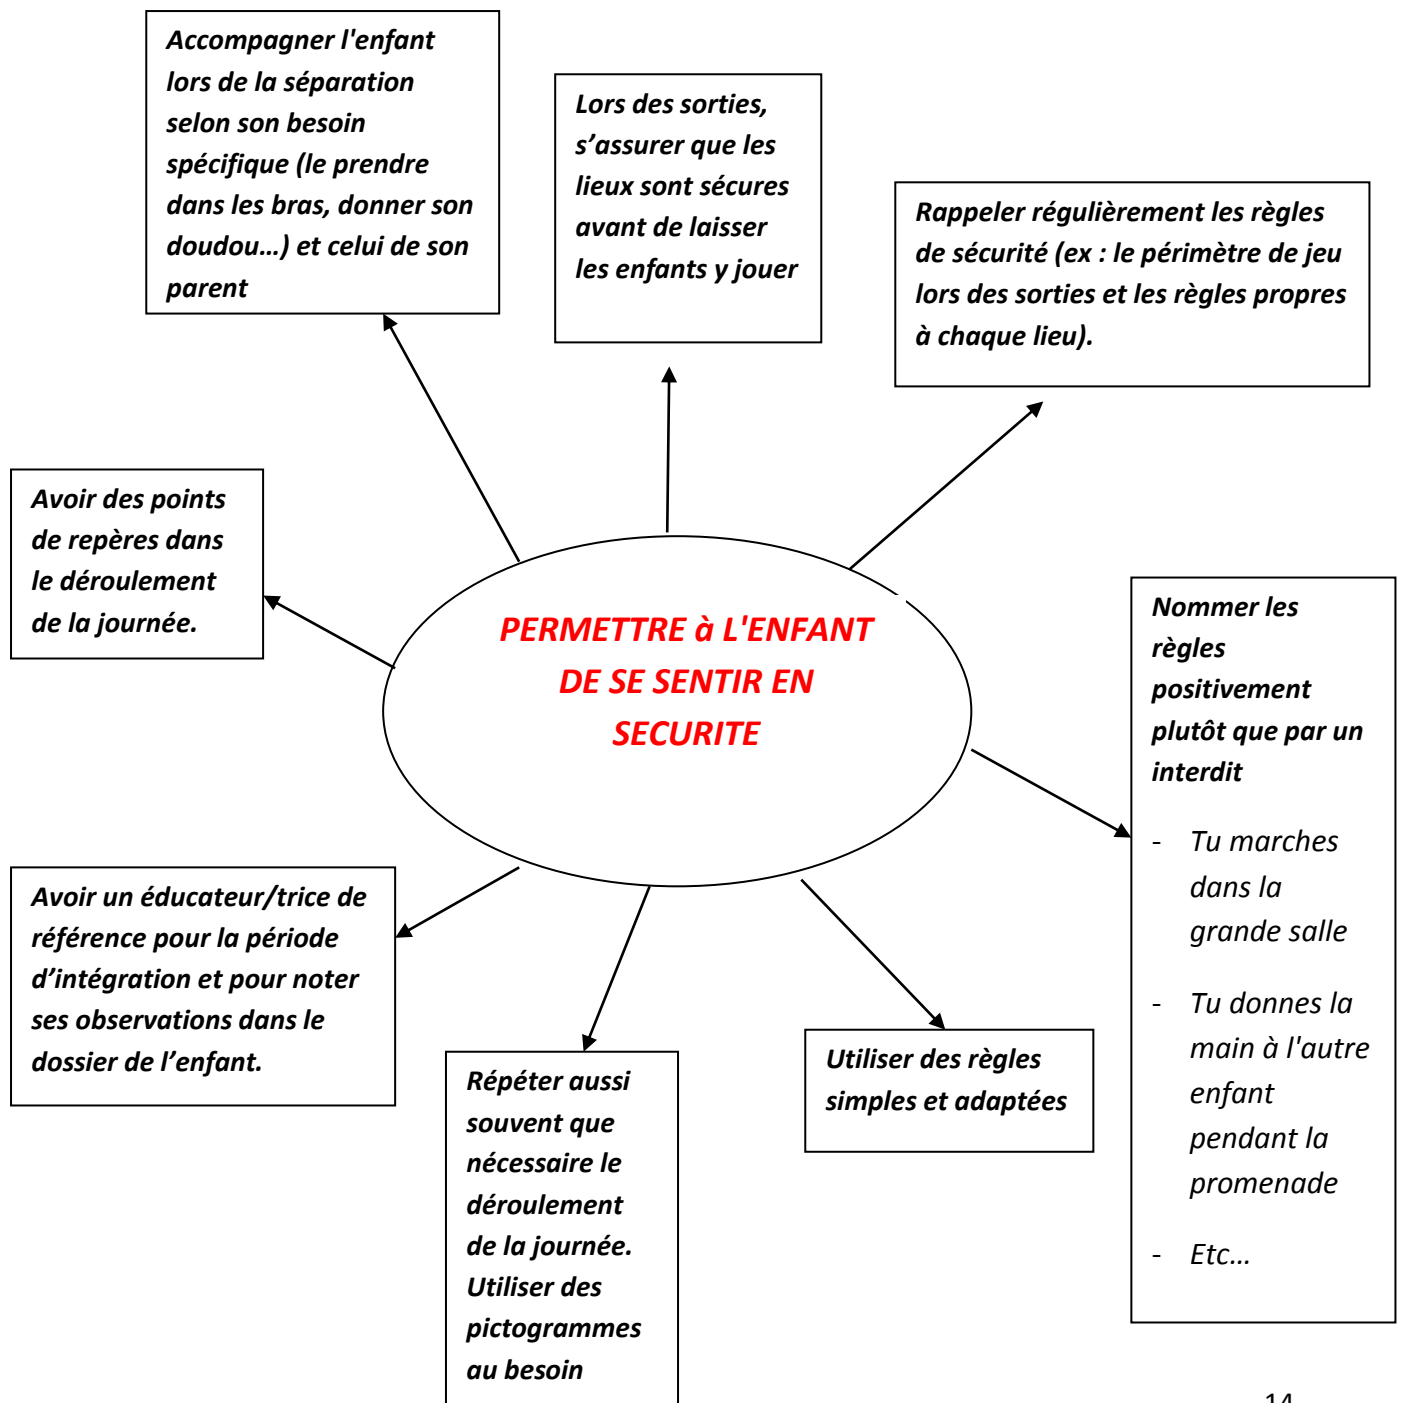 Accompagner l'enfant
lors de la séparation
selon son besoin
spécifique (le prendre
dans les bras, donner son
doudou…) et celui de son
parent
Lors des sorties,
s’assurer que les
lieux sont sécures
avant de laisser
les enfants y jouer
Rappeler régulièrement les règles
de sécurité (ex : le périmètre de jeu
lors des sorties et les règles propres
à chaque lieu).
Avoir des points
de repères dans
le déroulement
de la journée.
PERMETTRE à L'ENFANT
DE SE SENTIR EN
SECURITE
Nommer les
règles
positivement
plutôt que par un
interdit
- Tu marches
dans la
grande salle
- Tu donnes la
main à l'autre
enfant
pendant la
promenade
- Etc…
Avoir un éducateur/trice de
référence pour la période
d’intégration et pour noter
ses observations dans le
dossier de l’enfant.
Répéter aussi
souvent que
nécessaire le
déroulement
de la journée.
Utiliser des
pictogrammes
au besoin
Utiliser des règles
simples et adaptées
14